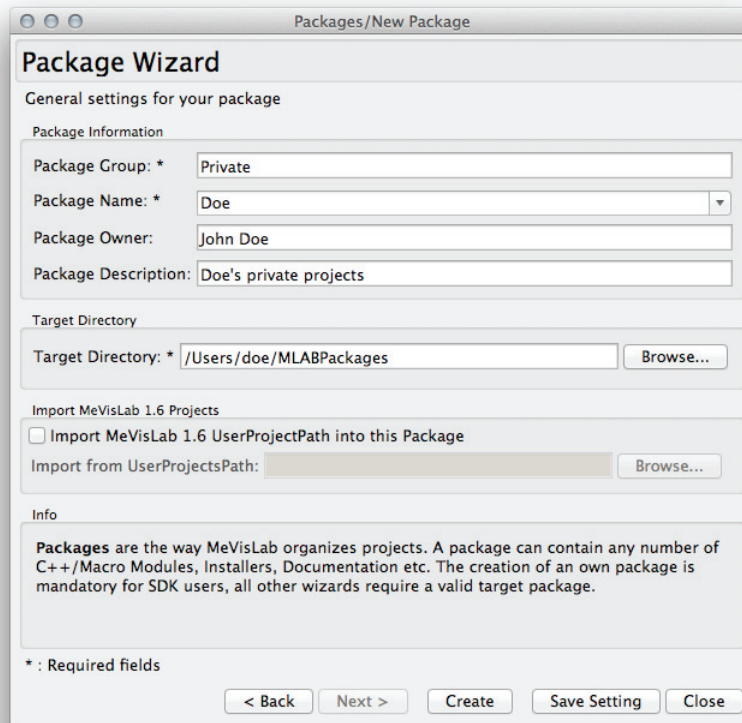 Packages/New Package
Package Wizard
General settings for your package
Package Information
Package Group: * Private
Package Name: * Doe
Package Owner: John Doe
Package Description: Doe's private projects
Target Directory
Target Directory: * /Users/doe/MLABPackages Browse...
Import MeVisLab 1.6 Projects
Import MeVisLab 1.6 UserProjectPath into this Package
Import from UserProjectsPath: Browse...
Info
Packages are the way MeVisLab organizes projects. A package can contain any number of
C++/Macro Modules, Installers, Documentation etc. The creation of an own package is
mandatory for SDK users, all other wizards require a valid target package.
* : Required fields
< Back Next > Create Save Setting Close